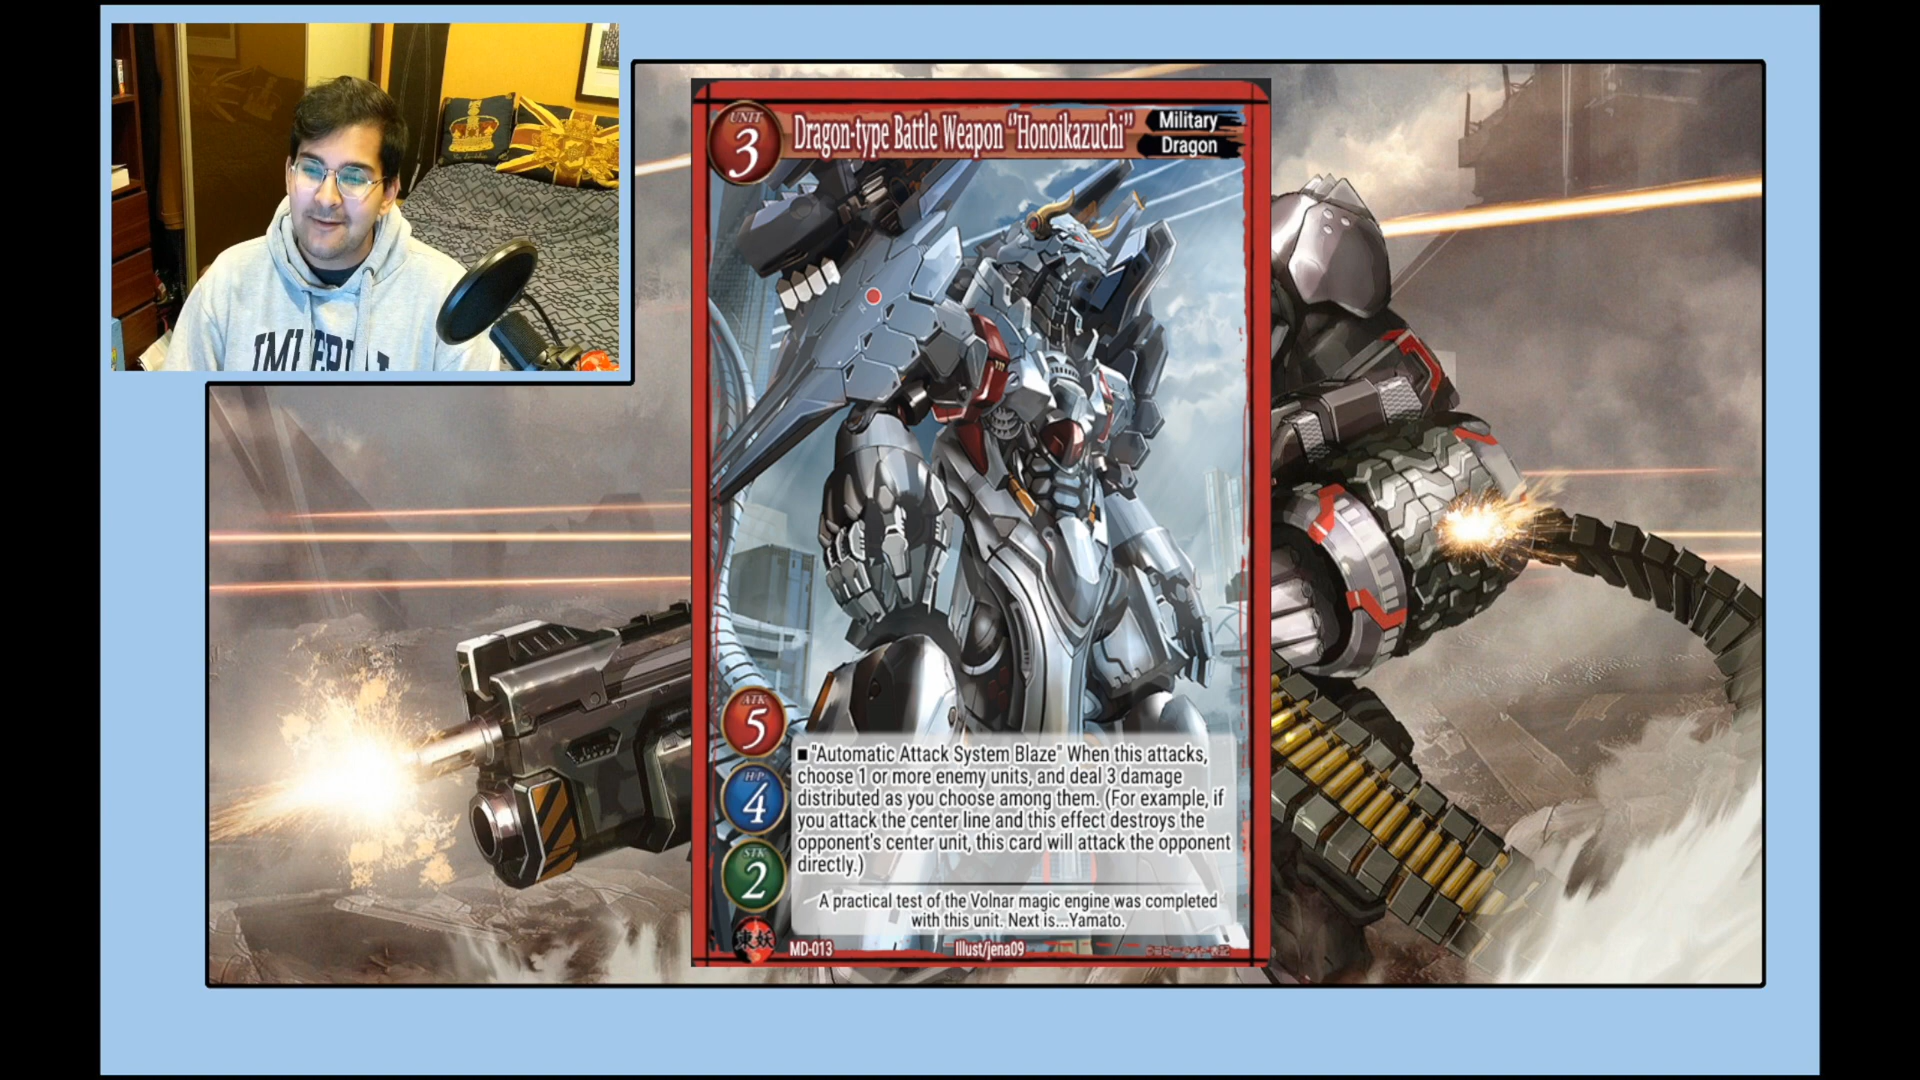 IMPERIAL
UNIT
3
Dragon-type Battle Weapon "Honoikazuchi"
Military
Dragon
ATK
5
HP
4
STK
2
■ "Automatic Attack System Blaze" When this attacks,
choose 1 or more enemy units, and deal 3 damage
distributed as you choose among them. (For example, if
you attack the center line and this effect destroys the
opponent's center unit, this card will attack the opponent
directly.)
A practical test of the Volnar magic engine was completed
with this unit. Next is...Yamato.
東妖
MD-013
Illust/jena09